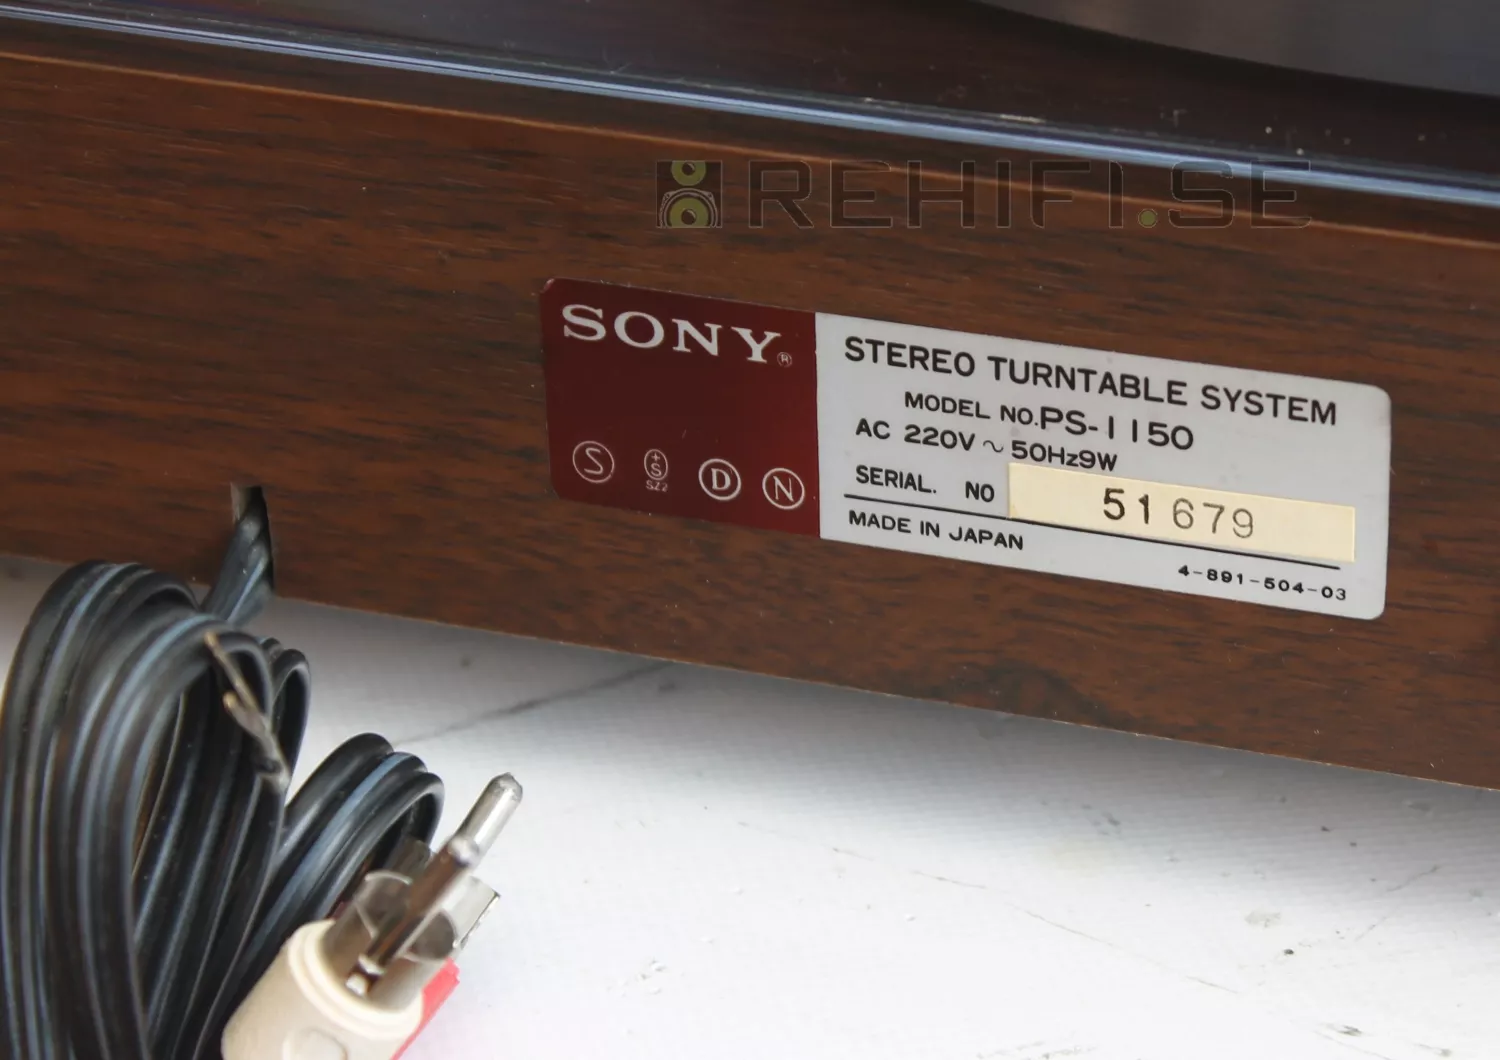 REHIFI.SE
SONY®
STEREO TURNTABLE SYSTEM
MODEL NO.PS-1150
AC 220V ~ 50Hz9W
SERIAL. NO 51679
MADE IN JAPAN
4-891-504-03
S +S SZ2 D N